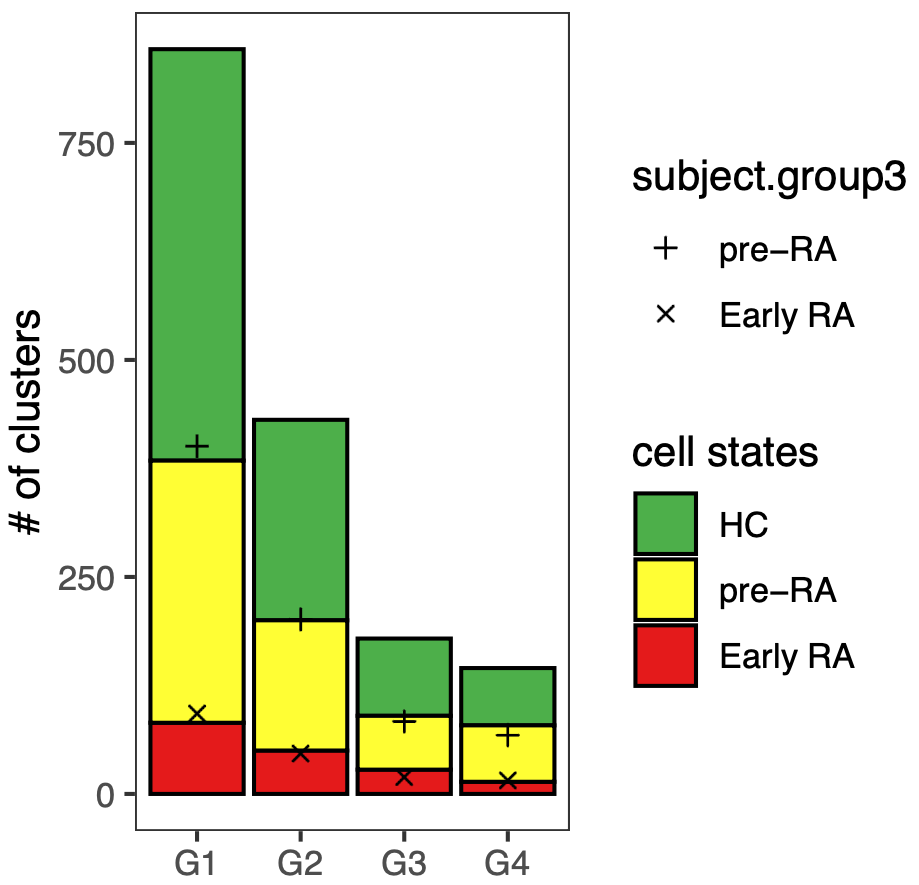 # of clusters
750
500
250
0
G1 G2 G3 G4
subject.group3
pre−RA
Early RA
cell states
HC
pre−RA
Early RA